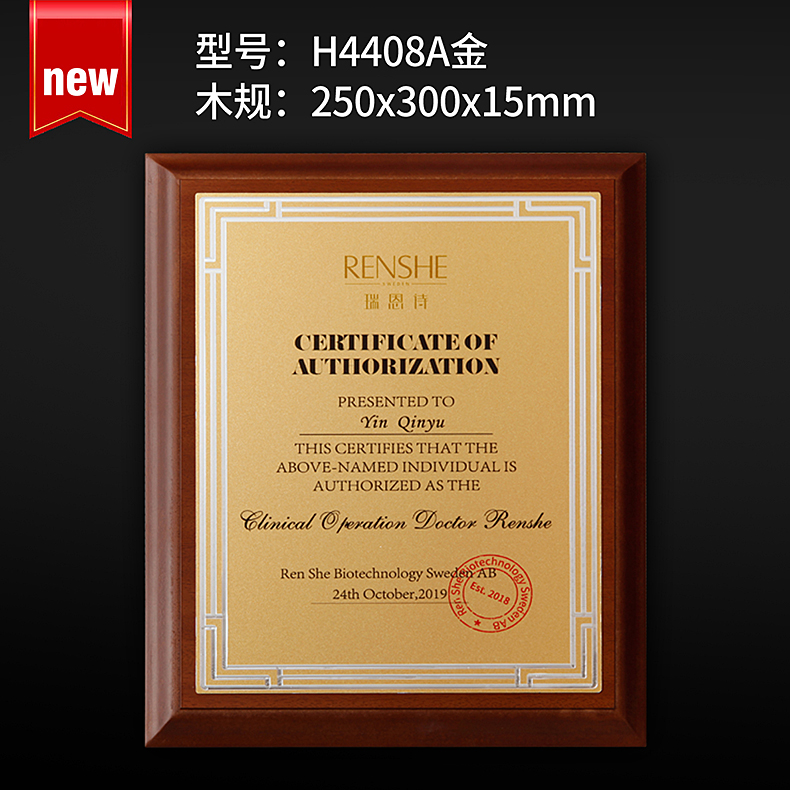 new
型号：H4408A金
木规：250x300x15mm
RENSHE
SWEDEN
瑞恩诗
CERTIFICATE OF
AUTHORIZATION
PRESENTED TO
Yin Qinyu
THIS CERTIFIES THAT THE
ABOVE-NAMED INDIVIDUAL IS
AUTHORIZED AS THE
Clinical Operation Doctor Renshe
Ren She Biotechnology Sweden AB
24th October,2019
Ren She Biotechnology Sweden AB
Est. 2018